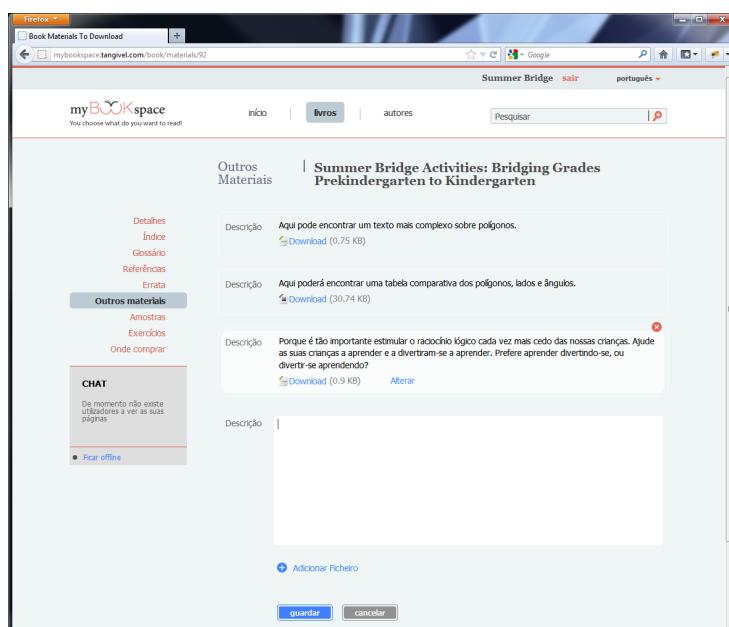 Firefox
Book Materials To Download
mybookspace.tangivel.com/book/materials/92
Google
Summer Bridge sair português
my BOOK space
You choose what do you want to read!
início livros autores
Pesquisar
Outros
Materiais
Summer Bridge Activities: Bridging Grades
Prekindergarten to Kindergarten
Detalhes
Índice
Glossário
Referências
Errata
Outros materiais
Amostras
Exercícios
Onde comprar
CHAT
De momento não existe
utilizadores a ver as suas
páginas
Ficar offline
Descrição
Aqui pode encontrar um texto mais complexo sobre polígonos.
Download (0.75 KB)
Descrição
Aqui poderá encontrar uma tabela comparativa dos polígonos, lados e ângulos.
Download (30.74 KB)
Descrição
Porque é tão importante estimular o raciocínio lógico cada vez mais cedo das nossas crianças. Ajude
as suas crianças a aprender e a divertiram-se a aprender. Prefere aprender divertindo-se, ou
divertir-se aprendendo?
Download (0.9 KB) Alterar
Descrição
Adicionar Ficheiro
guardar cancelar